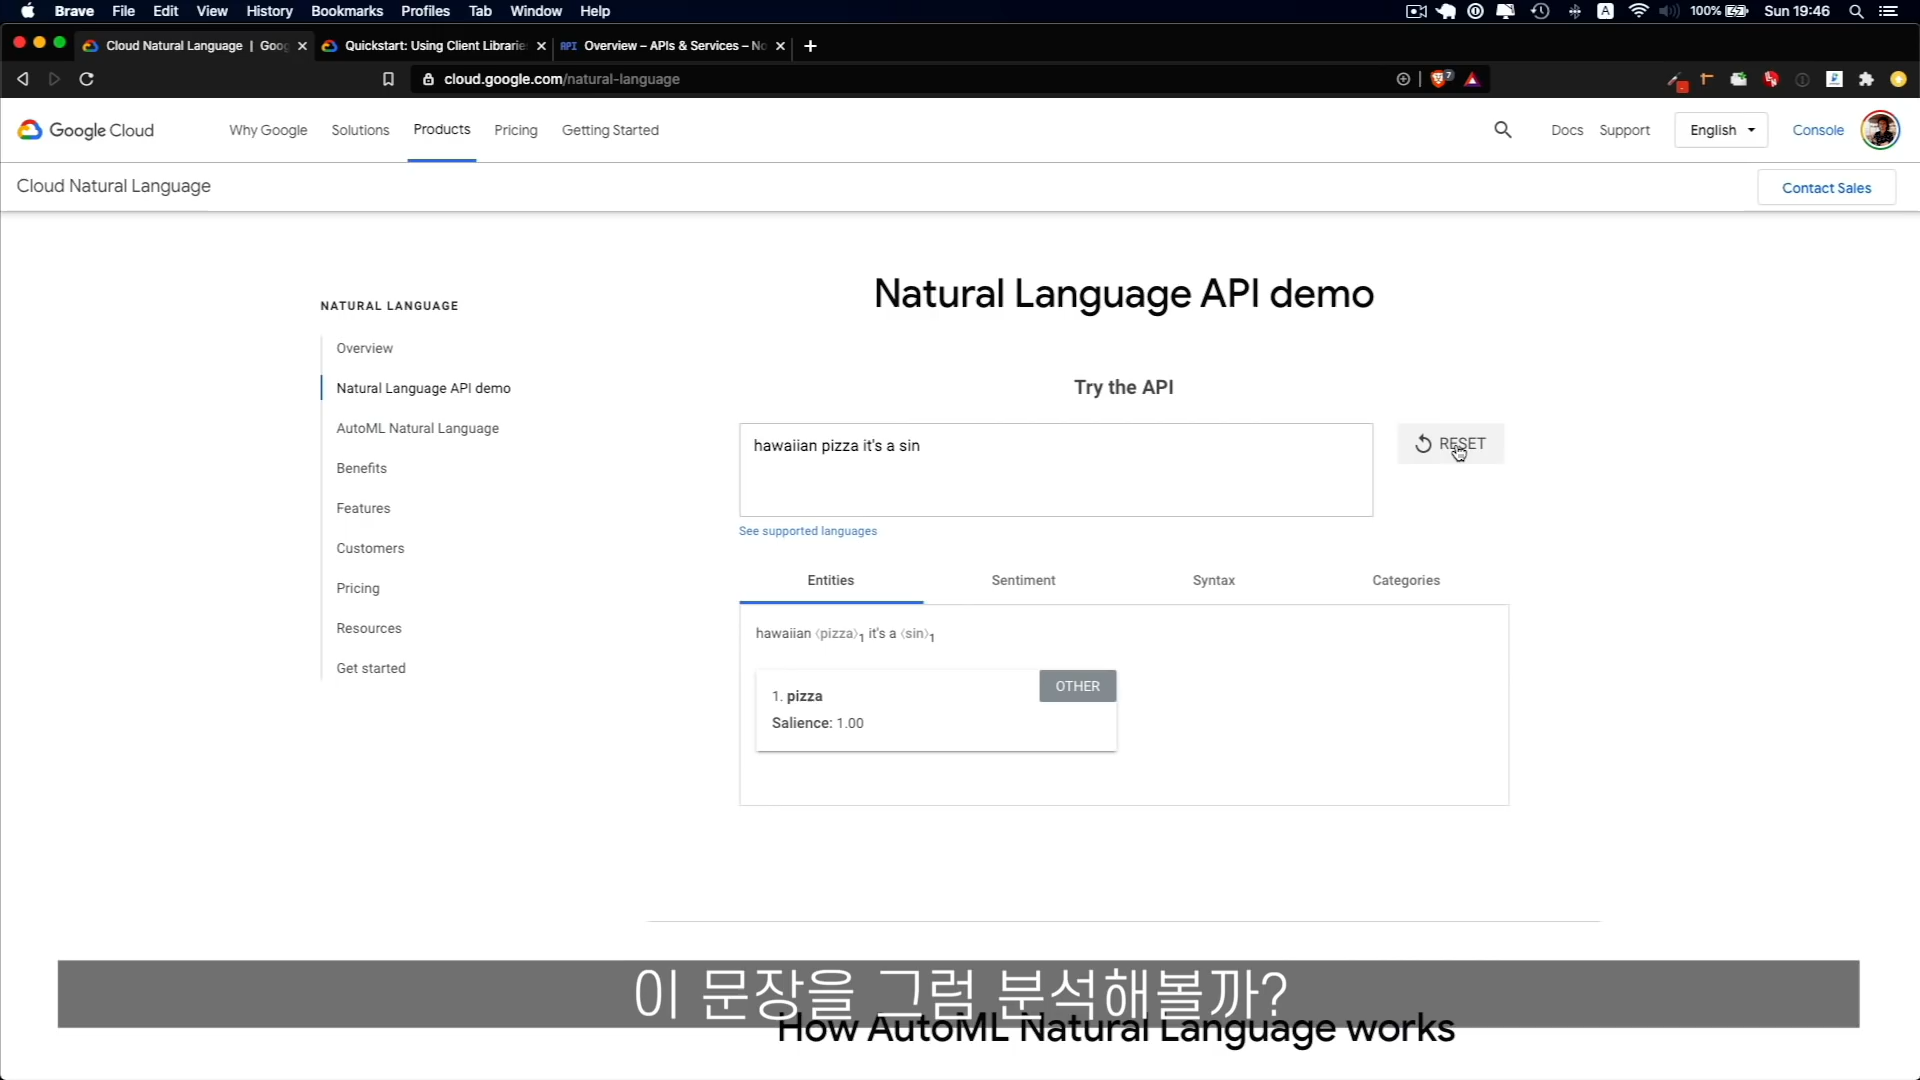 Brave File Edit View History Bookmarks Profiles Tab Window Help 100% Sun 19:46
Cloud Natural Language | Goog Quickstart: Using Client Librarie API Overview – APIs & Services – No
cloud.google.com/natural-language 7
Google Cloud Why Google Solutions Products Pricing Getting Started Docs Support English Console
Cloud Natural Language Contact Sales
Natural Language API demo
NATURAL LANGUAGE
Overview
Natural Language API demo
AutoML Natural Language
Benefits
Features
Customers
Pricing
Resources
Get started
Try the API
hawaiian pizza it's a sin
RESET
See supported languages
Entities Sentiment Syntax Categories
hawaiian ⟨pizza⟩1 it's a ⟨sin⟩1
1. pizza OTHER
Salience: 1.00
이 문장을 그럼 분석해볼까?
How AutoML Natural Language works